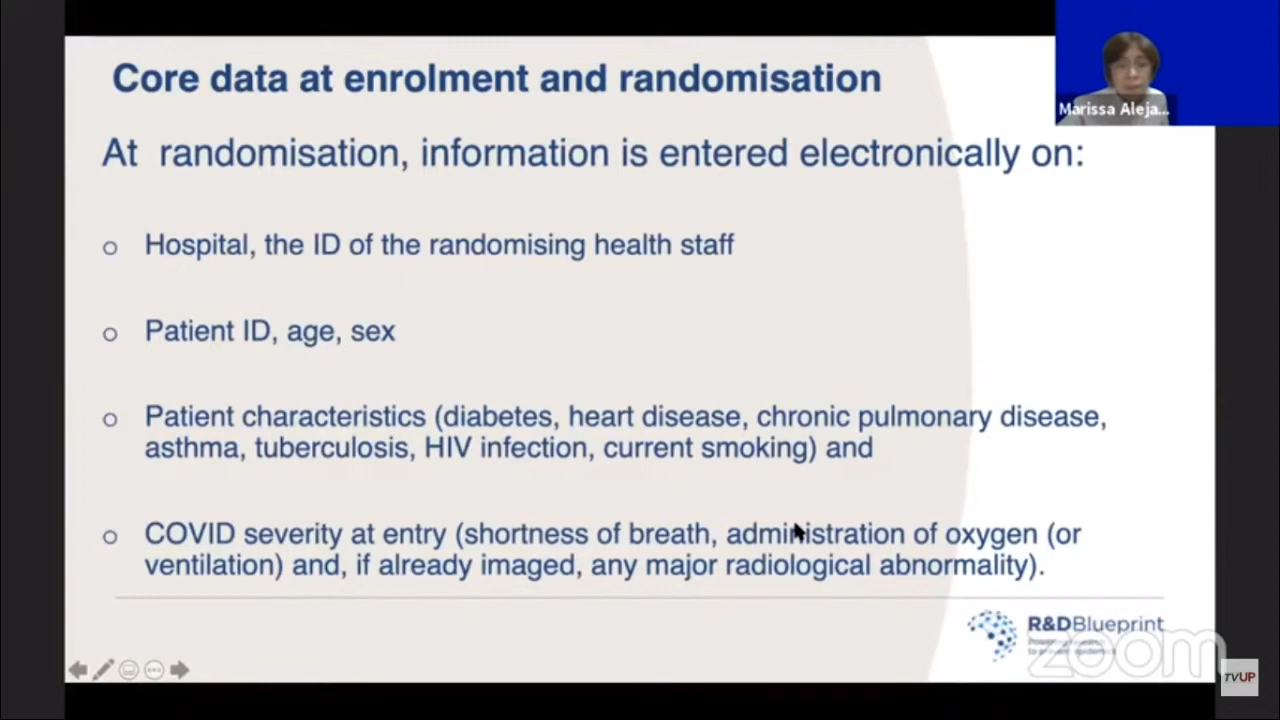 Core data at enrolment and randomisation
Marissa Aleja...
At randomisation, information is entered electronically on:
o Hospital, the ID of the randomising health staff
o Patient ID, age, sex
o Patient characteristics (diabetes, heart disease, chronic pulmonary disease,
asthma, tuberculosis, HIV infection, current smoking) and
o COVID severity at entry (shortness of breath, administration of oxygen (or
ventilation) and, if already imaged, any major radiological abnormality).
R&DBlueprint
to prevent epidemics
zoom
TVUP